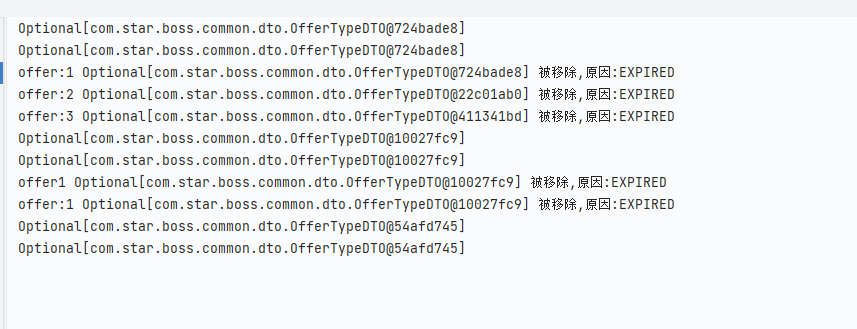 Optional[com.star.boss.common.dto.OfferTypeDTO@724bade8]
Optional[com.star.boss.common.dto.OfferTypeDTO@724bade8]
offer:1 Optional[com.star.boss.common.dto.OfferTypeDTO@724bade8] 被移除,原因:EXPIRED
offer:2 Optional[com.star.boss.common.dto.OfferTypeDTO@22c01ab0] 被移除,原因:EXPIRED
offer:3 Optional[com.star.boss.common.dto.OfferTypeDTO@411341bd] 被移除,原因:EXPIRED
Optional[com.star.boss.common.dto.OfferTypeDTO@10027fc9]
Optional[com.star.boss.common.dto.OfferTypeDTO@10027fc9]
offer1 Optional[com.star.boss.common.dto.OfferTypeDTO@10027fc9] 被移除,原因:EXPIRED
offer:1 Optional[com.star.boss.common.dto.OfferTypeDTO@10027fc9] 被移除,原因:EXPIRED
Optional[com.star.boss.common.dto.OfferTypeDTO@54afd745]
Optional[com.star.boss.common.dto.OfferTypeDTO@54afd745]